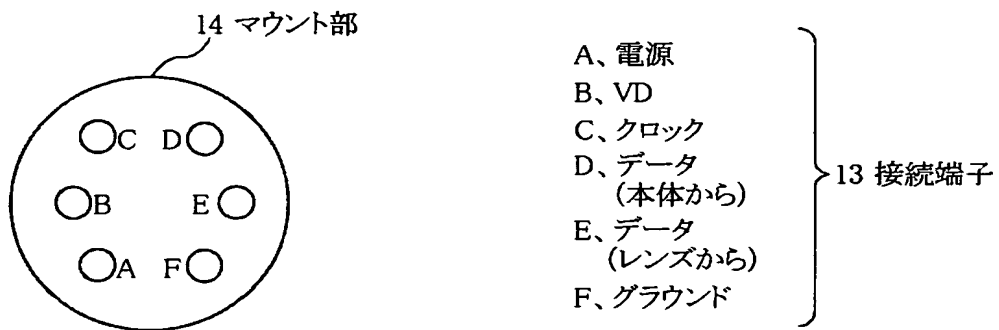 14 マウント部
C D
B E
A F
A、電源
B、VD
C、クロック
D、データ
(本体から)
E、データ
(レンズから)
F、グラウンド
13 接続端子